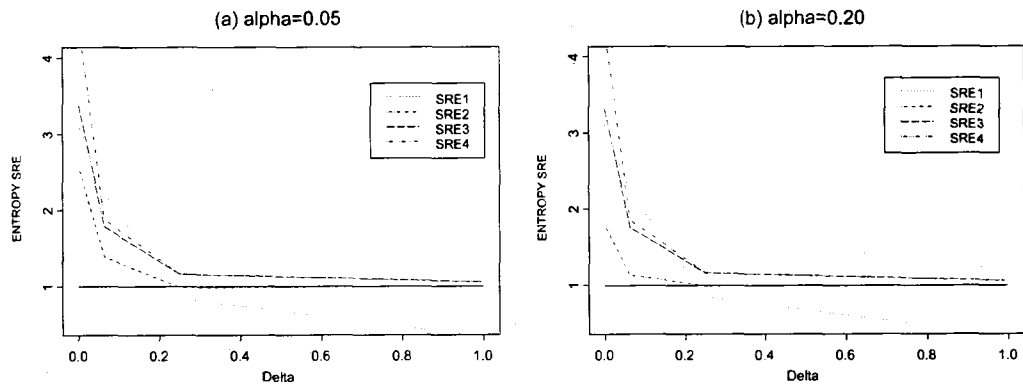 (a) alpha=0.05
ENTROPY SRE
4
3
2
1
SRE1
SRE2
SRE3
SRE4
0.0 0.2 0.4 0.6 0.8 1.0
Delta
(b) alpha=0.20
ENTROPY SRE
4
3
2
1
SRE1
SRE2
SRE3
SRE4
0.0 0.2 0.4 0.6 0.8 1.0
Delta